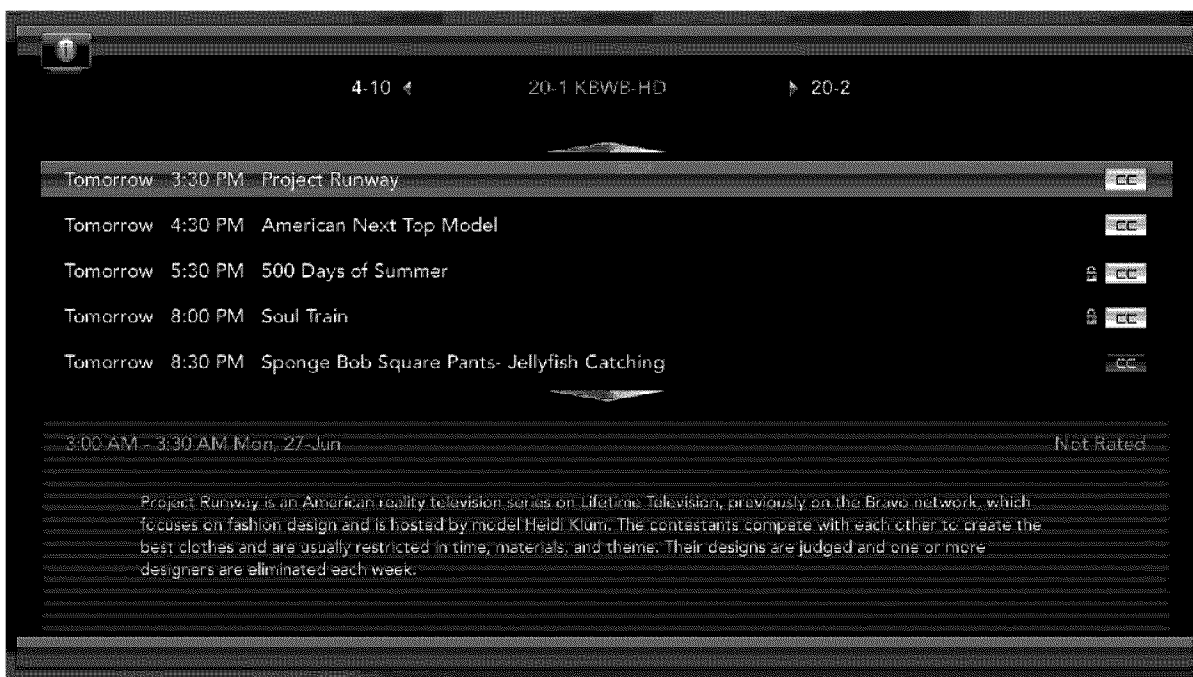 4-10 20-1 KBWB-HD 20-2
Tomorrow 3:30 PM Project Runway CC
Tomorrow 4:30 PM American Next Top Model CC
Tomorrow 5:30 PM 500 Days of Summer CC
Tomorrow 8:00 PM Soul Train CC
Tomorrow 8:30 PM Sponge Bob Square Pants- Jellyfish Catching CC
3:00 AM - 3:30 AM Mon, 27-Jun Not Rated
Project Runway is an American reality television series on Lifetime Television, previously on the Bravo network, which
focuses on fashion design and is hosted by model Heidi Klum. The contestants compete with each other to create the
best clothes and are usually restricted in time, materials, and theme. Their designs are judged and one or more
designers are eliminated each week.